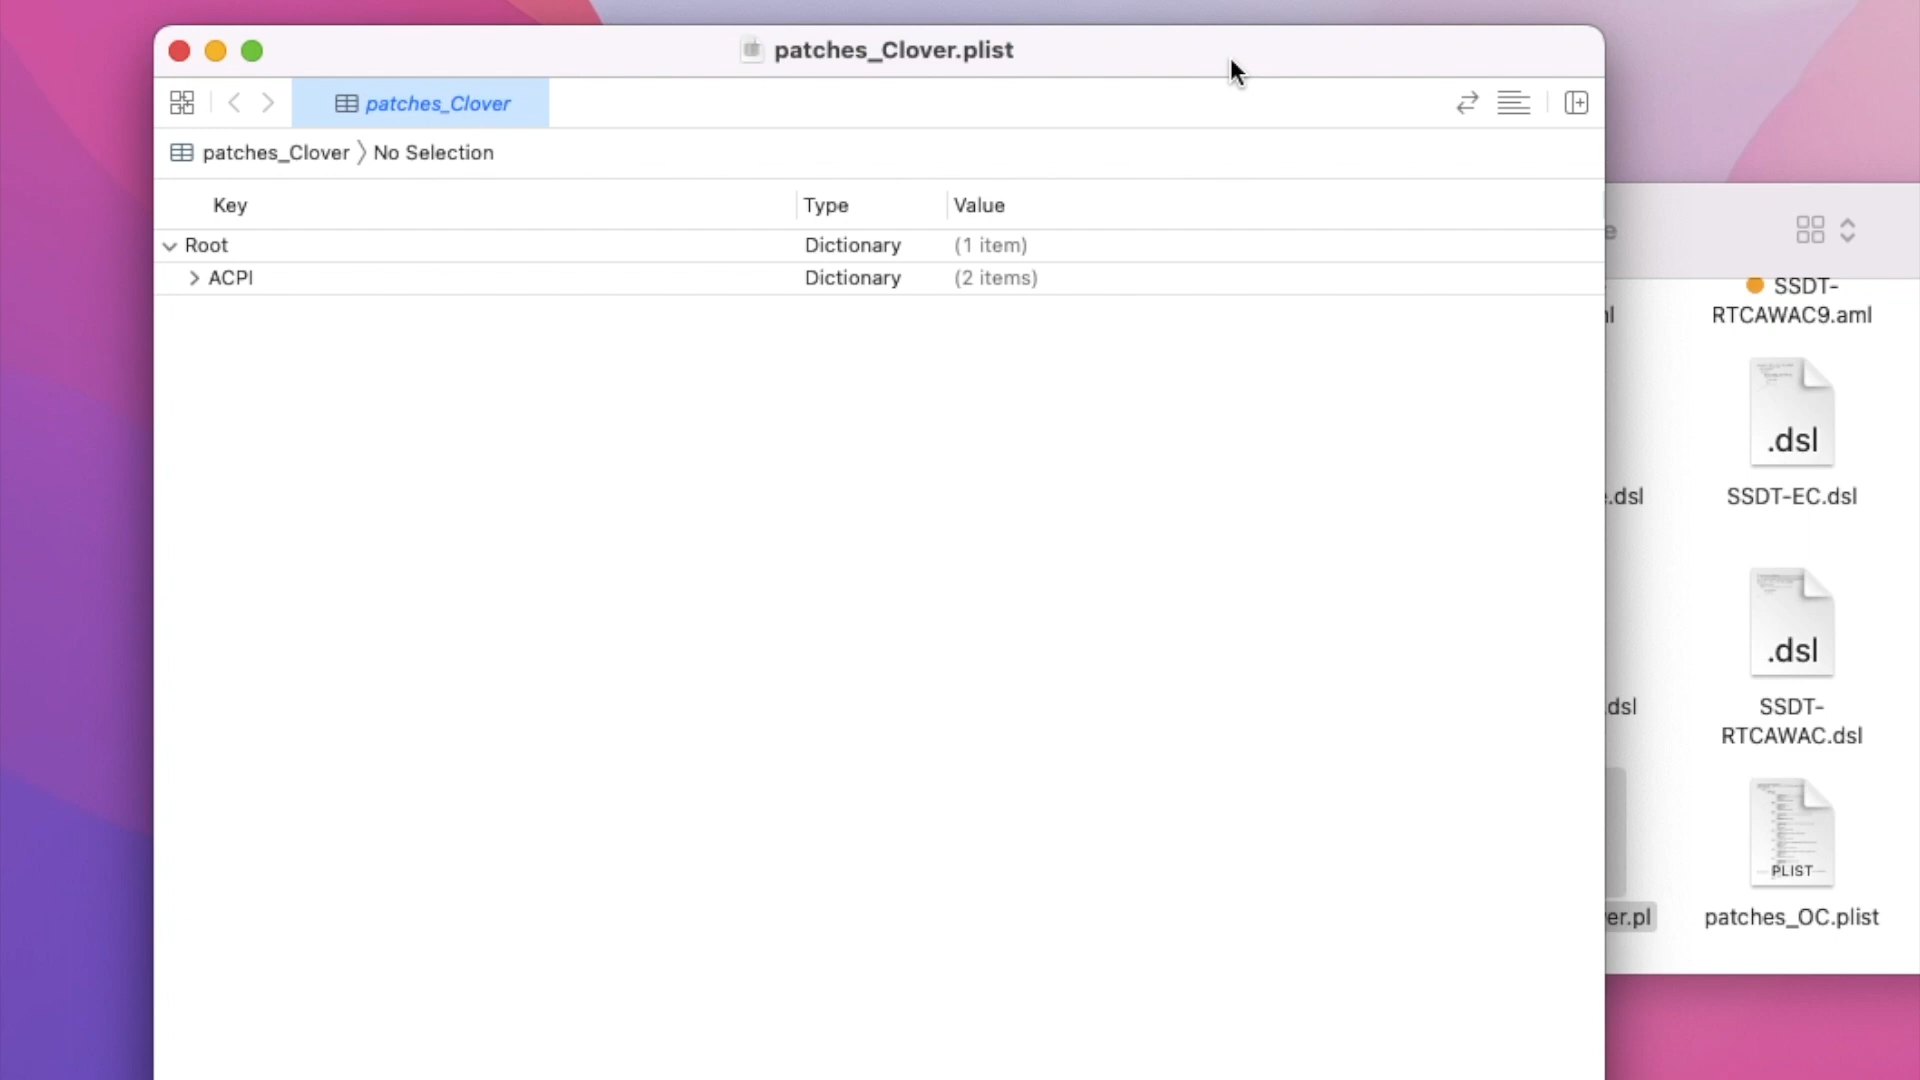 patches_Clover.plist
patches_Clover
patches_Clover 〉 No Selection
Key Type Value
Root Dictionary (1 item)
ACPI Dictionary (2 items)
SSDT-
RTCAWAC9.aml
.dsl
.dsl
SSDT-EC.dsl
.dsl
dsl
SSDT-
RTCAWAC.dsl
PLIST
er.pl
patches_OC.plist